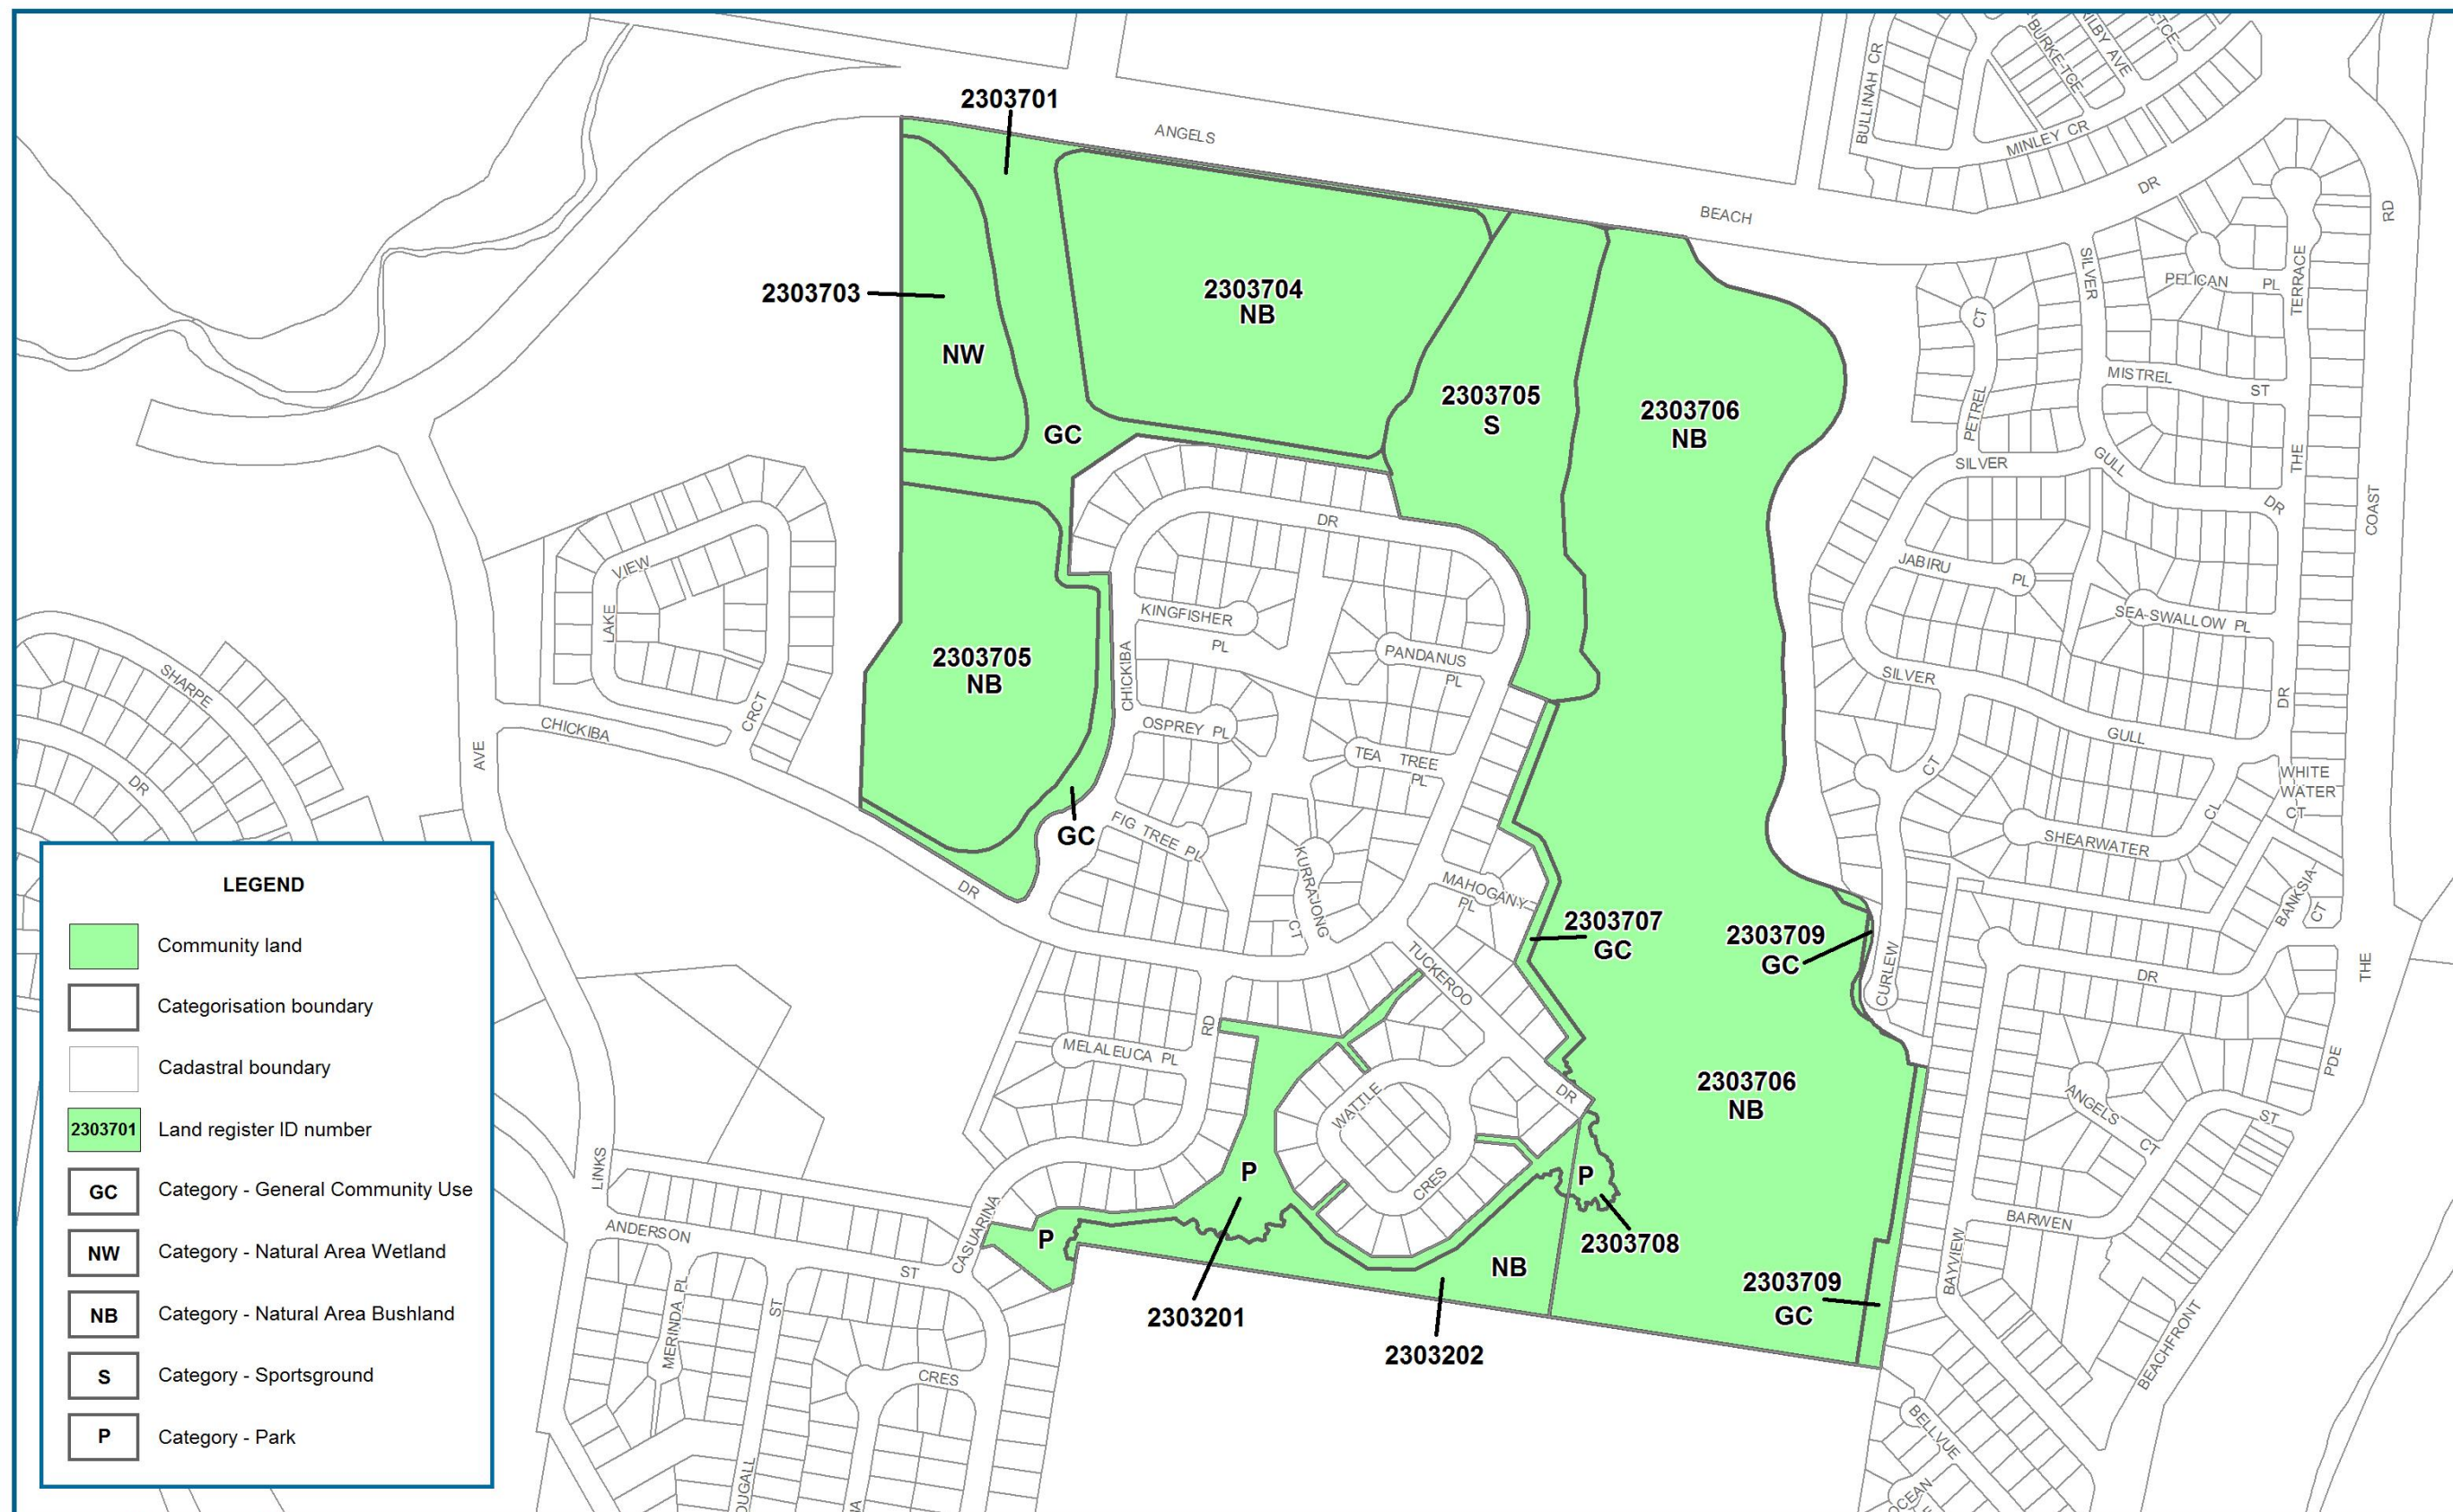 BULLINAH CR
BURKE TCE
TCE
MINLEY CR
2303701
ANGELS
BEACH
DR
RD
2303703
NW
2303704
NB
GC
2303705
S
2303706
NB
SILVER
PELICAN PL
TERRACE
CT
PETREL
MISTREL ST
SILVER
GULL
DR
THE
COAST
DR
VIEW
LAKE
CRCT
JABIRU PL
SEA-SWALLOW PL
KINGFISHER
PL
PANDANUS
PL
2303705
NB
CHICKIBA
OSPREY PL
TEA TREE
PL
SILVER
GULL
DR
SHARPE
DR
AVE
CHICKIBA
DR
GC
FIG TREE PL
KURRAJONG
CT
MAHOGANY
PL
CT
WHITE
WATER
CT
CL
SHEARWATER
BANKSIA
CT
2303707
GC
2303709
GC
CURLEW
DR
THE
TUCKEROO
DR
RD
MELALEUCA PL
WATTLE
CRES
2303706
NB
ANGELS
CT
ST
PDE
P
P
P
2303708
NB
2303201
2303202
2303709
GC
BARWEN
BAYVIEW
BEACHFRONT
BELLVUE
OCEAN
LINKS
ANDERSON
ST
CASUARINA
MERINDA PL
ST
CRES
LEGEND
Community land
Categorisation boundary
Cadastral boundary
2303701 Land register ID number
GC Category - General Community Use
NW Category - Natural Area Wetland
NB Category - Natural Area Bushland
S Category - Sportsground
P Category - Park